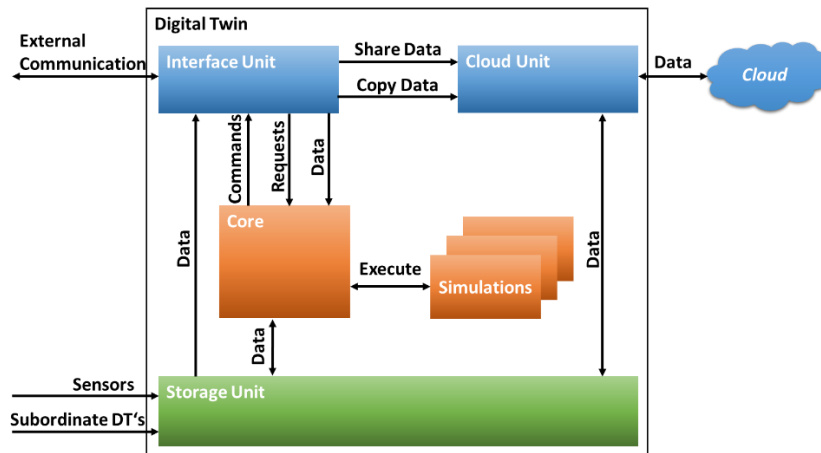 Digital Twin
External
Communication
Interface Unit
Share Data
Copy Data
Cloud Unit
Data
Cloud
Commands
Requests
Data
Data
Core
Execute
Simulations
Data
Data
Sensors
Storage Unit
Subordinate DT‘s